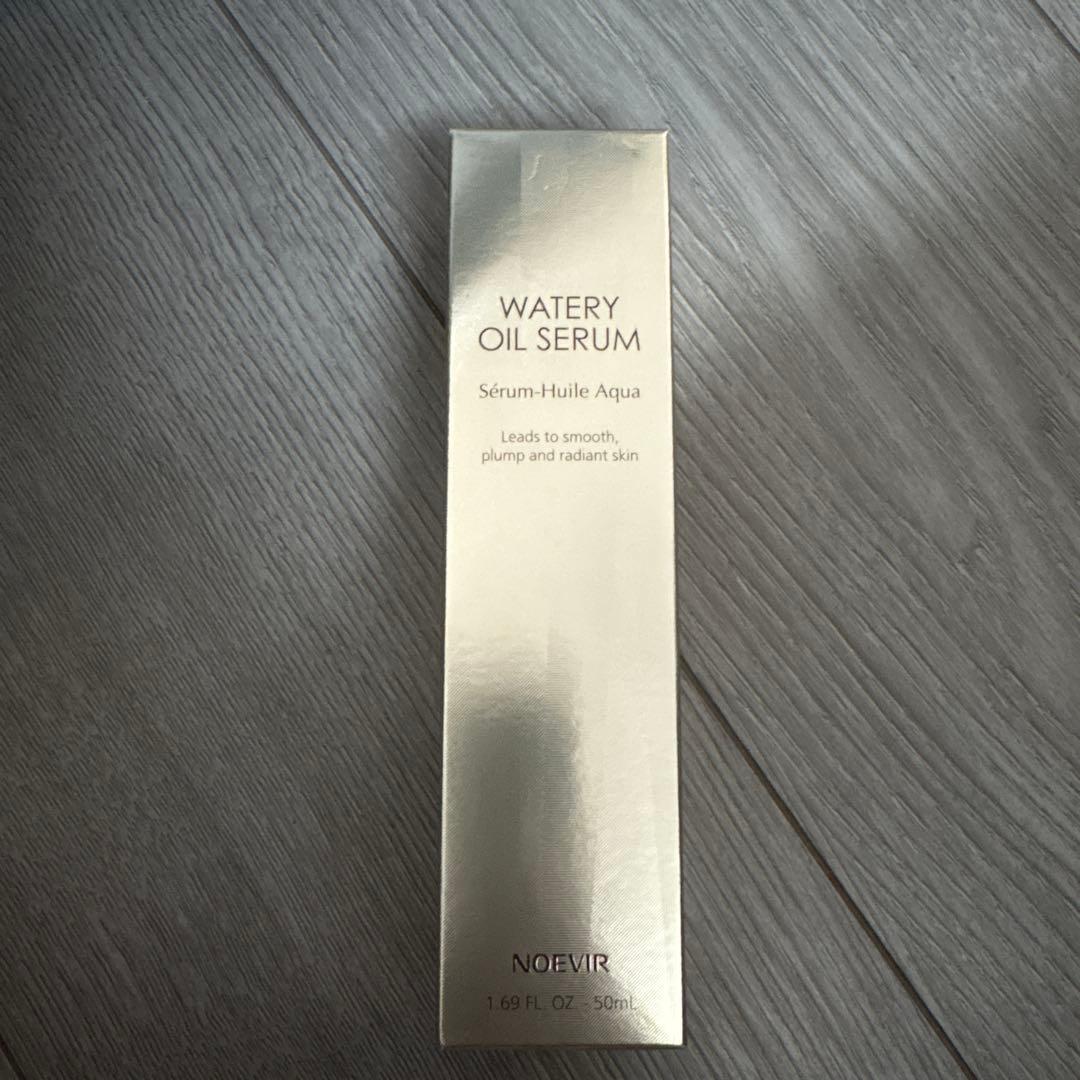 WATERY
OIL SERUM
Sérum-Huile Aqua
Leads to smooth,
plump and radiant skin
NOEVIR
1.69 FL. OZ. - 50mL